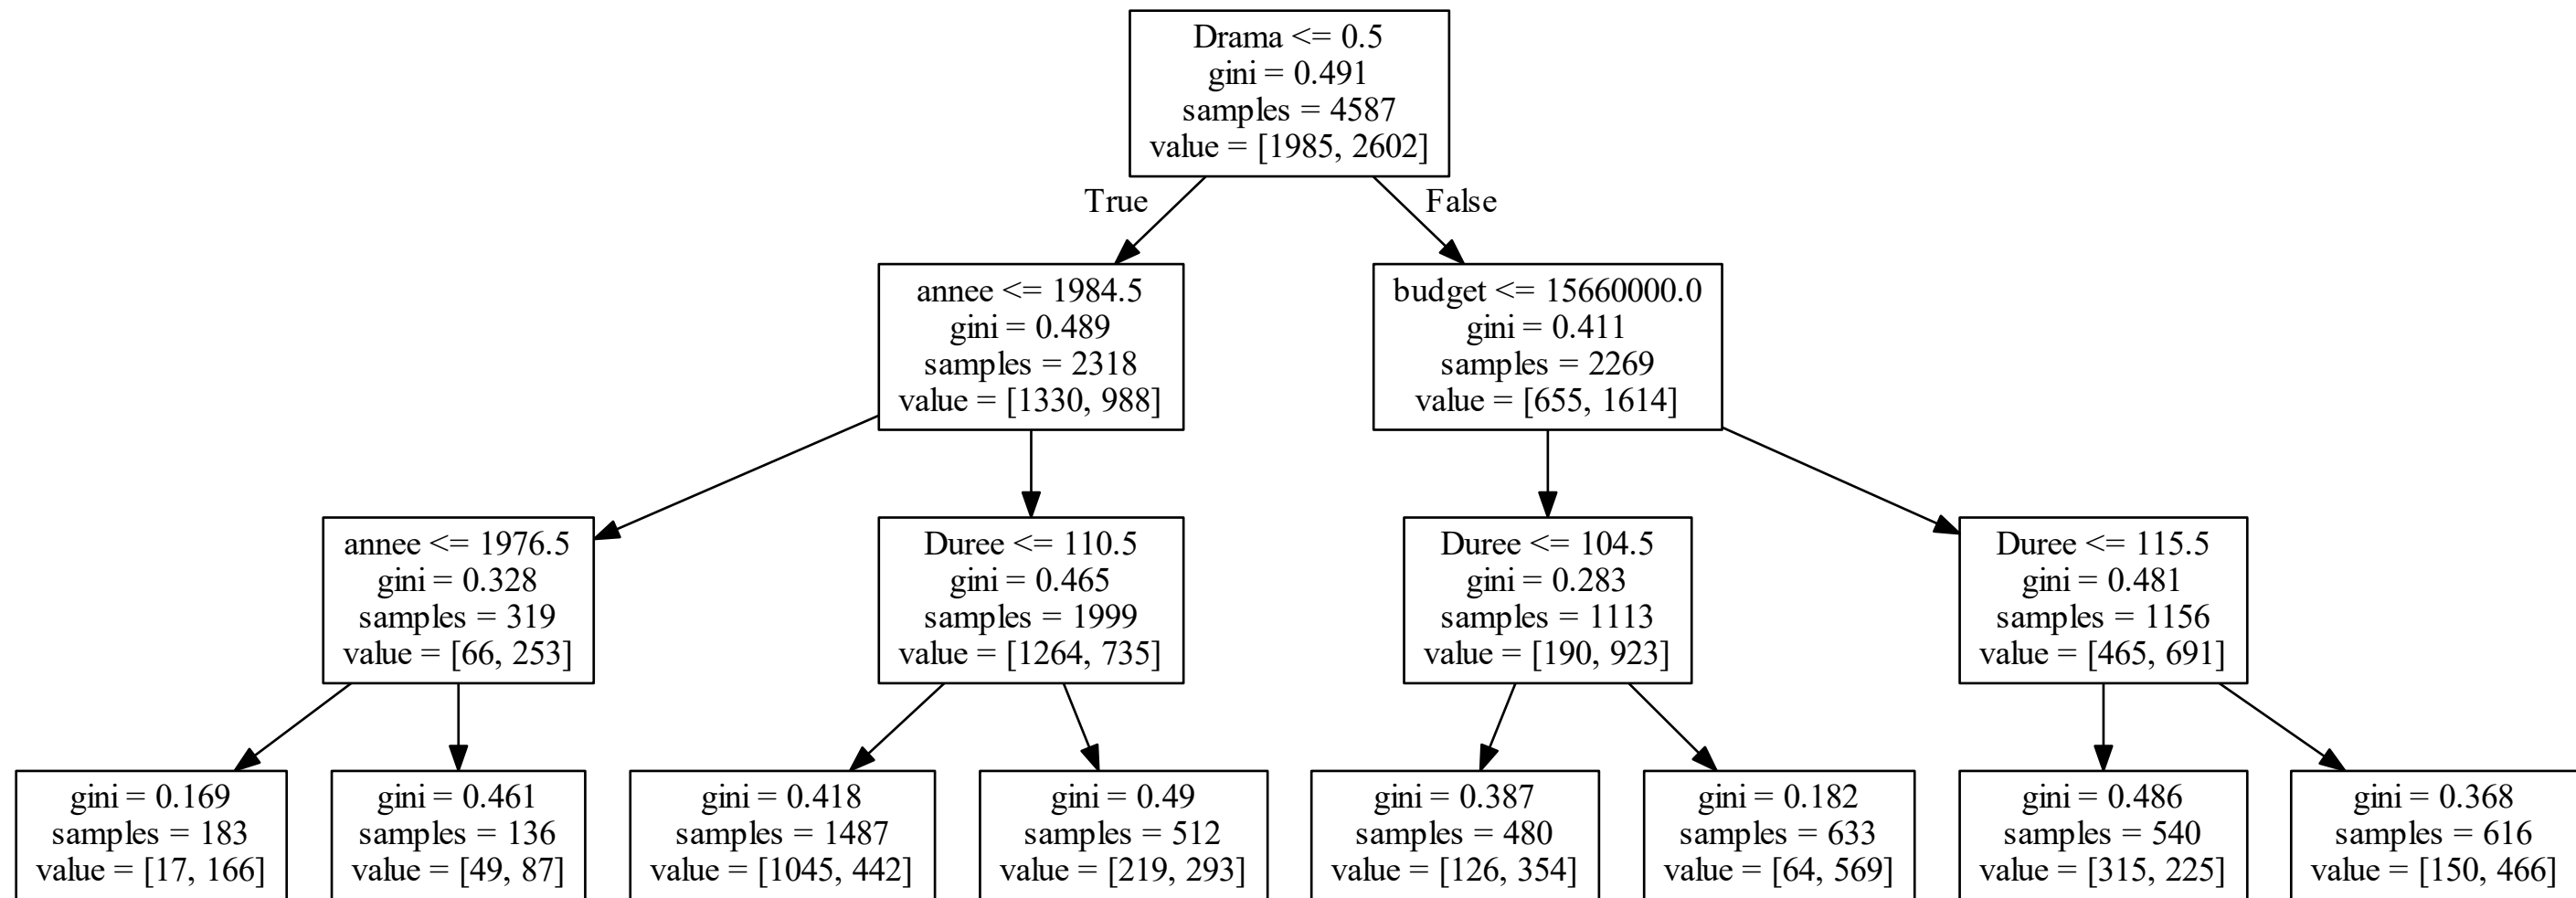 Drama <= 0.5
gini = 0.491
samples = 4587
value = [1985, 2602]
True
False
annee <= 1984.5
gini = 0.489
samples = 2318
value = [1330, 988]
budget <= 15660000.0
gini = 0.411
samples = 2269
value = [655, 1614]
annee <= 1976.5
gini = 0.328
samples = 319
value = [66, 253]
Duree <= 110.5
gini = 0.465
samples = 1999
value = [1264, 735]
Duree <= 104.5
gini = 0.283
samples = 1113
value = [190, 923]
Duree <= 115.5
gini = 0.481
samples = 1156
value = [465, 691]
gini = 0.169
samples = 183
value = [17, 166]
gini = 0.461
samples = 136
value = [49, 87]
gini = 0.418
samples = 1487
value = [1045, 442]
gini = 0.49
samples = 512
value = [219, 293]
gini = 0.387
samples = 480
value = [126, 354]
gini = 0.182
samples = 633
value = [64, 569]
gini = 0.486
samples = 540
value = [315, 225]
gini = 0.368
samples = 616
value = [150, 466]